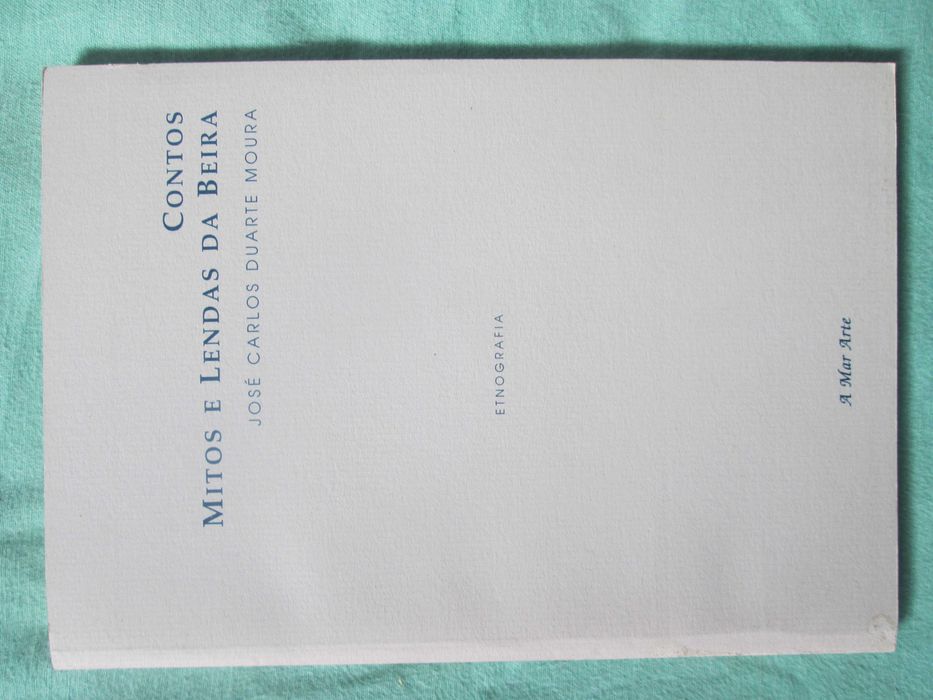 CONTOS
MITOS E LENDAS DA BEIRA
JOSÉ CARLOS DUARTE MOURA
ETNOGRAFIA
A Mar Arte